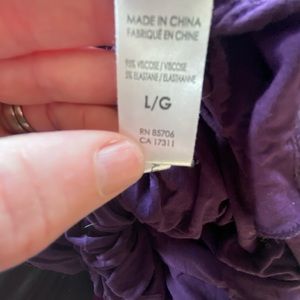 MADE IN CHINA
FABRIQUÉ EN CHINE
95% VISCOSE / VISCOSE
5% ELASTANE / ÉLASTHANNE
L/G
RN 85706
CA 17311